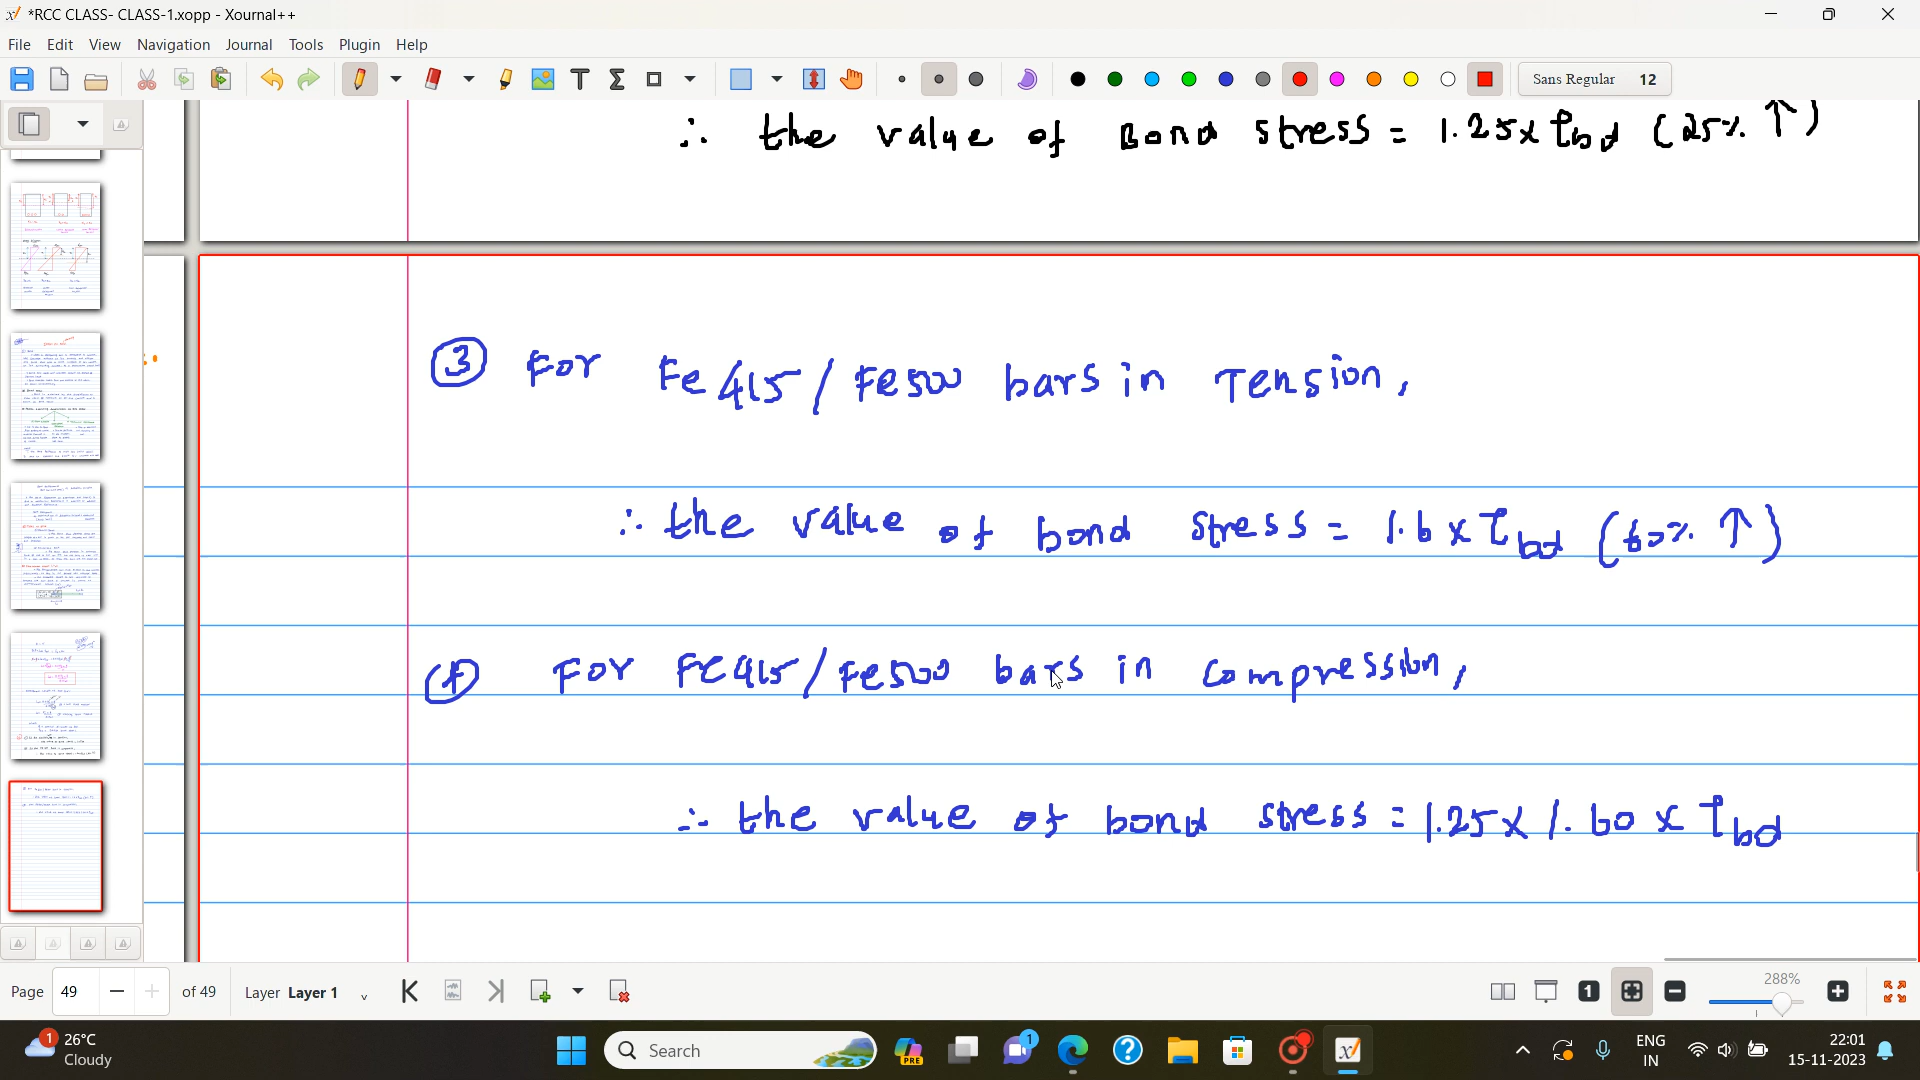 *RCC CLASS- CLASS-1.xopp - Xournal++
File Edit View Navigation Journal Tools Plugin Help
Sans Regular 12
∴ the value of Bond stress = 1.25x τbd (25% ↑)
③ For Fe 415 / Fe500 bars in Tension,
∴ the value of bond stress = 1.6 x τbd (60% ↑)
④ For Fe415 / Fe500 bars in compression,
∴ the value of bond stress = 1.25 x 1.60 x τbd
Page 49 of 49 Layer Layer 1
288%
26°C
Cloudy
Search
PRE
ENG
IN
22:01
15-11-2023